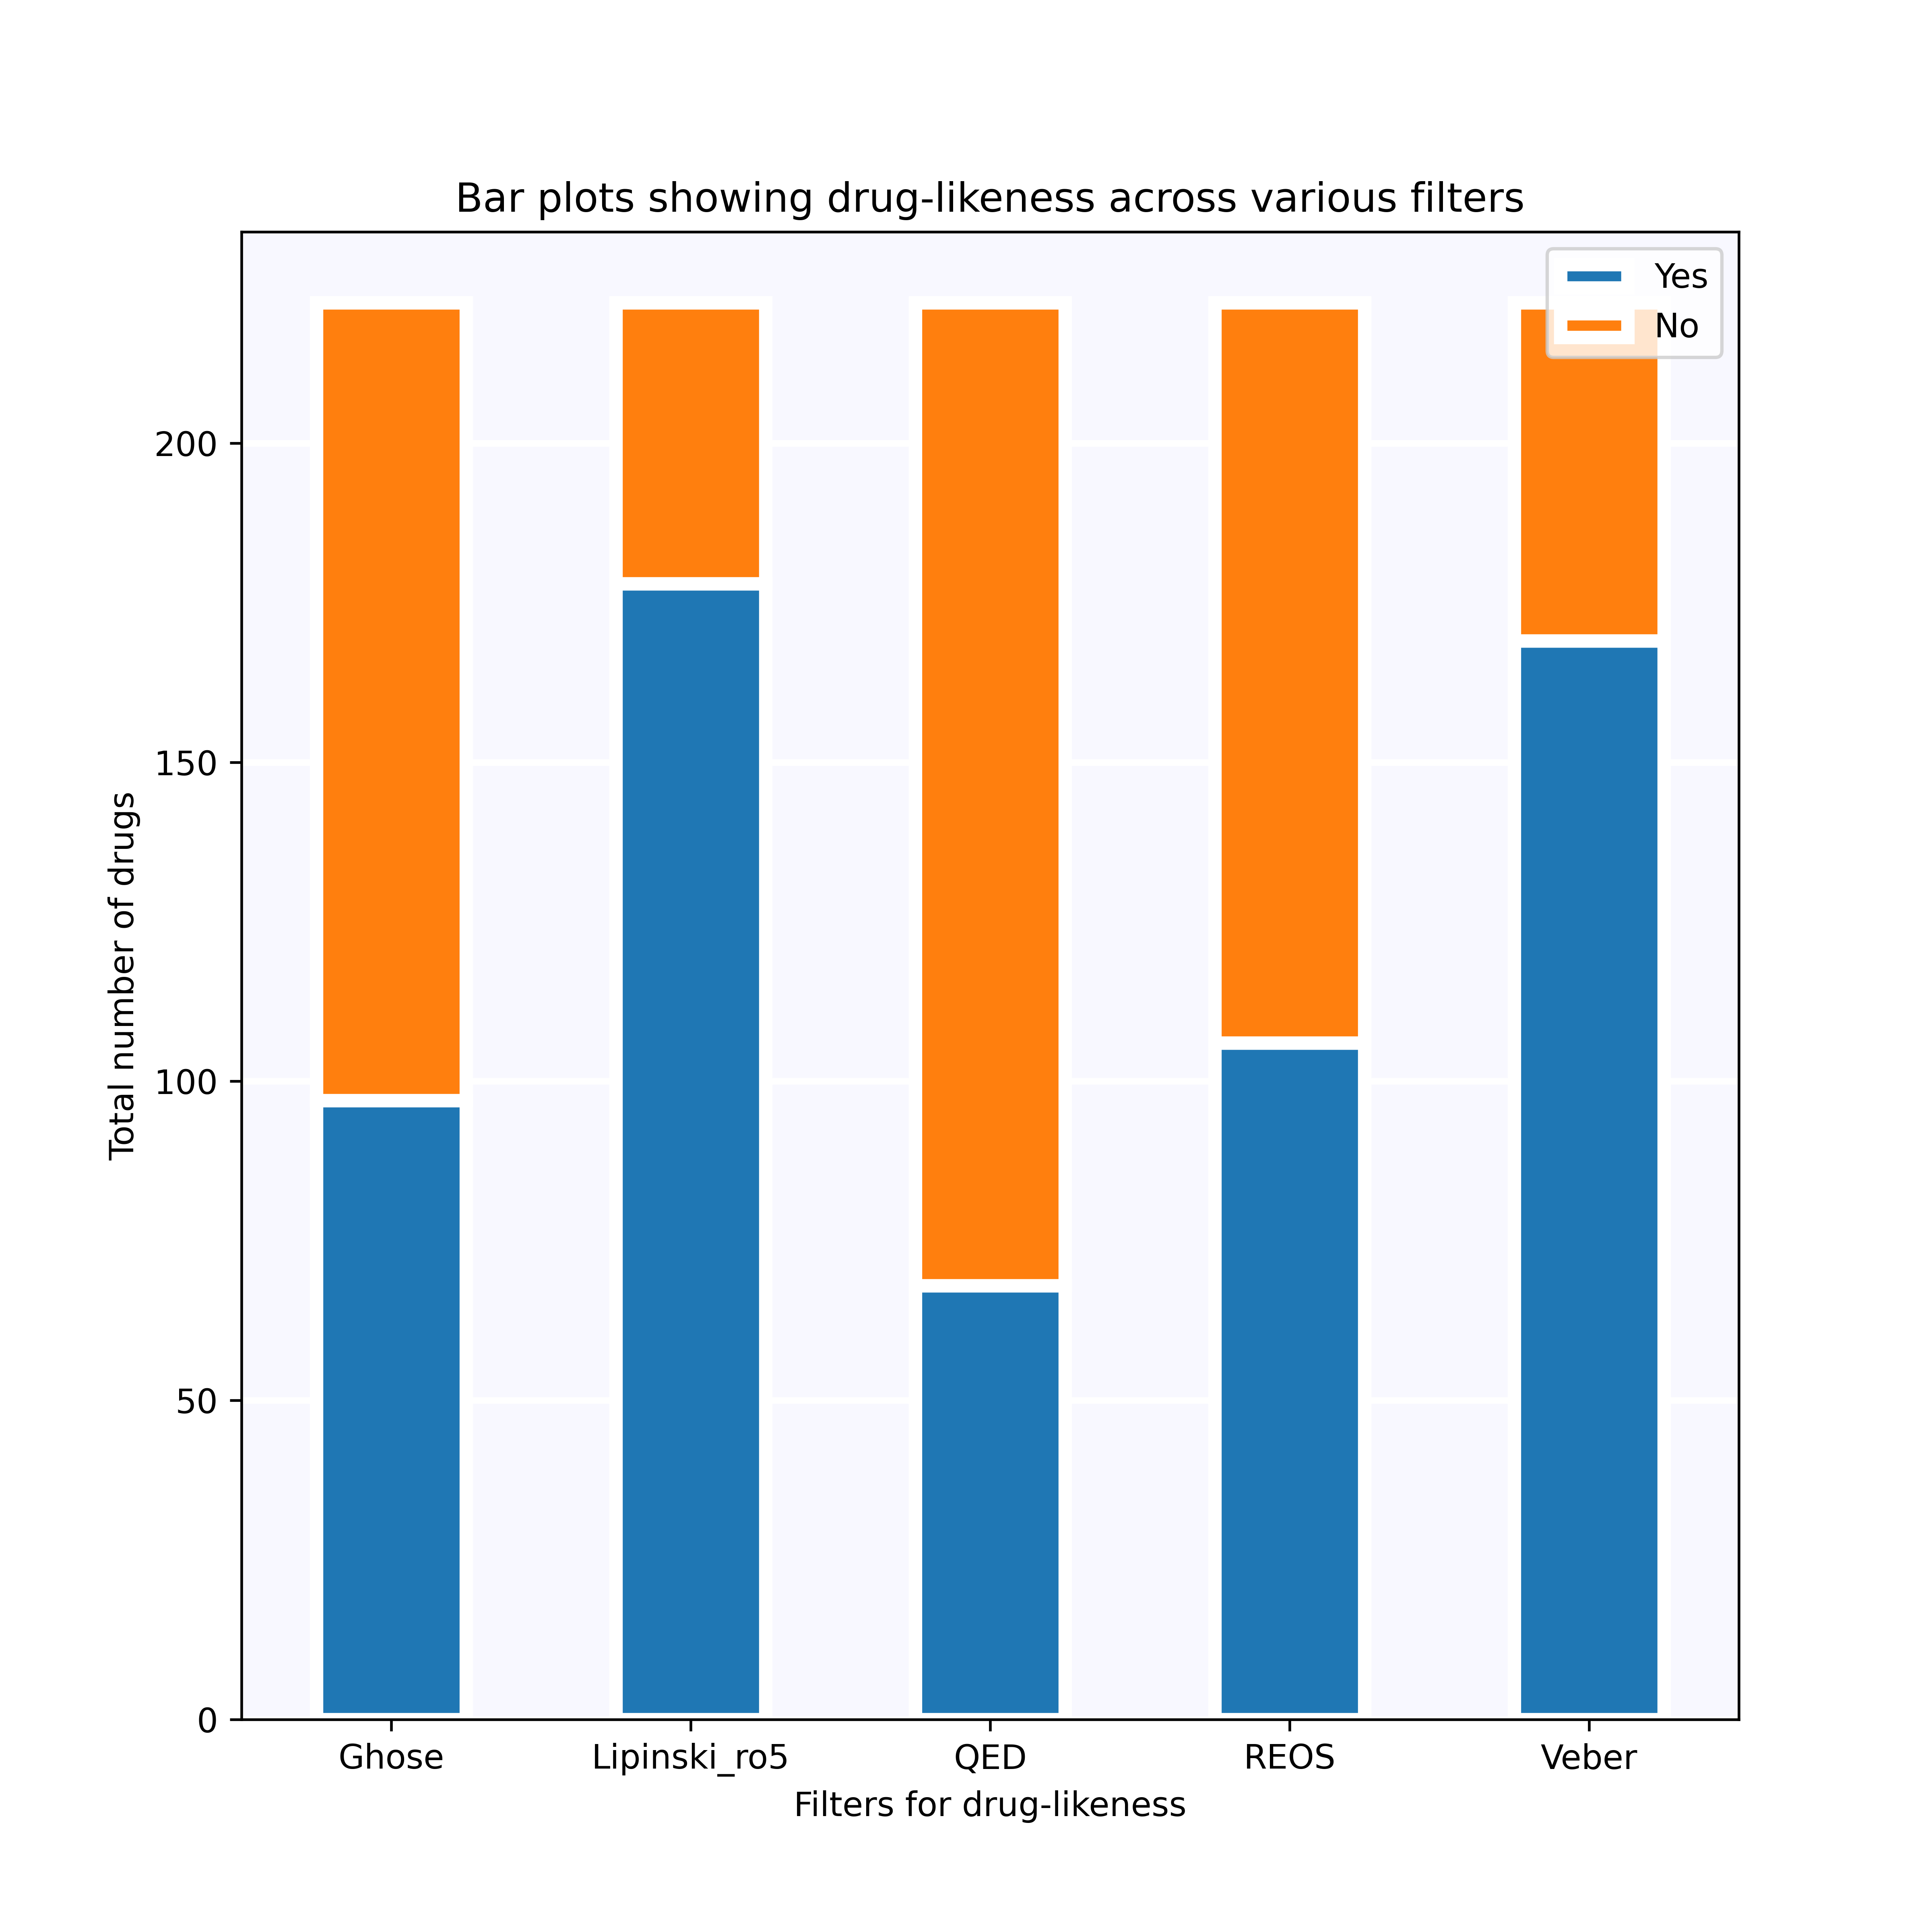 Bar plots showing drug-likeness across various filters
Yes
No
200
150
100
50
0
Total number of drugs
Ghose
Lipinski_ro5
QED
REOS
Veber
Filters for drug-likeness